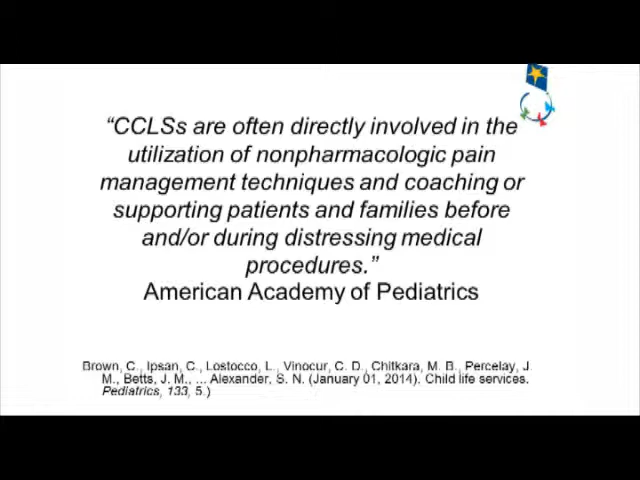 “CCLSs are often directly involved in the
utilization of nonpharmacologic pain
management techniques and coaching or
supporting patients and families before
and/or during distressing medical
procedures.”
American Academy of Pediatrics
Brown, C., Ipsan, C., Lostocco, L., Vinocur, C. D., Chitkara, M. B., Percelay, J.
M., Betts, J. M., ... Alexander, S. N. (January 01, 2014). Child life services.
Pediatrics, 133, 5.)